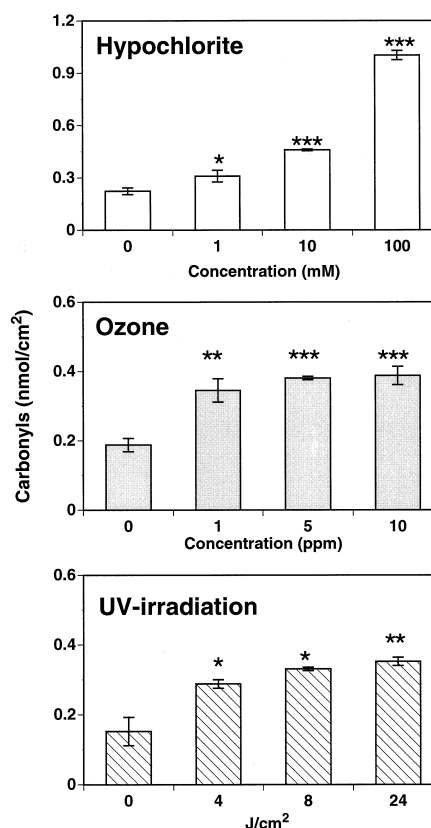 Carbonyls (nmol/cm²)
Hypochlorite
1.2
0.9
0.6
0.3
0
*
***
***
0 1 10 100
Concentration (mM)
Ozone
0.6
0.4
0.2
0
**
***
***
0 1 5 10
Concentration (ppm)
UV-irradiation
0.6
0.4
0.2
0
*
*
**
0 4 8 24
J/cm²